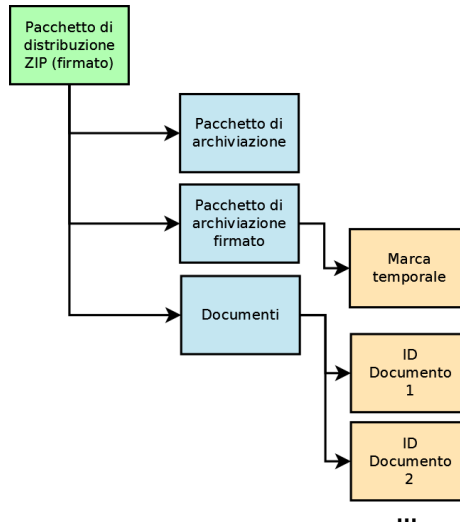 Pacchetto di
distribuzione
ZIP (firmato)
Pacchetto di
archiviazione
Pacchetto di
archiviazione
firmato
Marca
temporale
Documenti
ID
Documento
1
ID
Documento
2
...